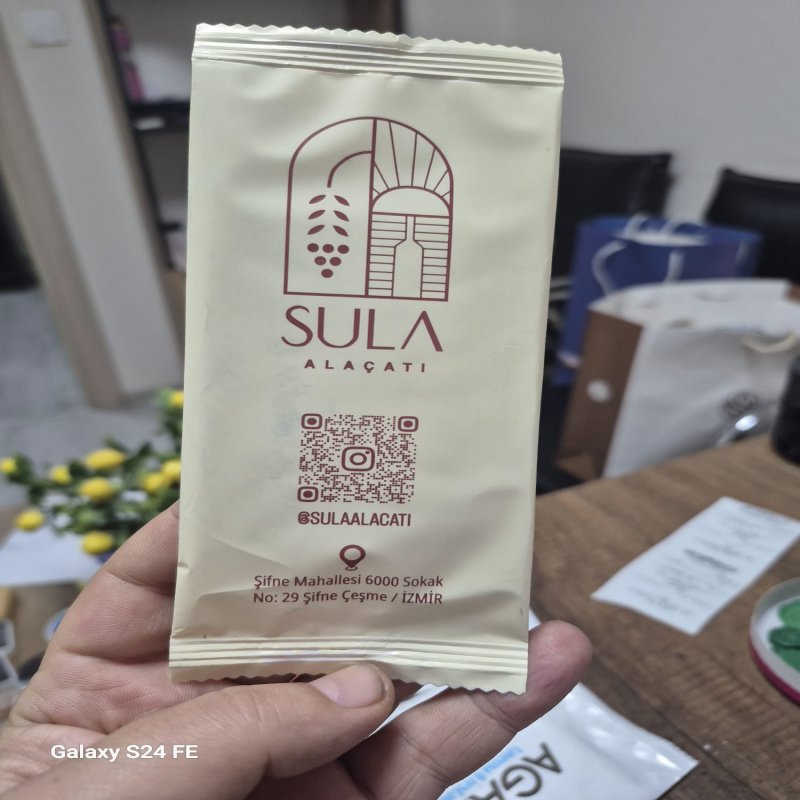 SULA
ALAÇATI
@SULAALACATI
Şifne Mahallesi 6000 Sokak
No: 29 Şifne Çeşme / İZMİR
Galaxy S24 FE